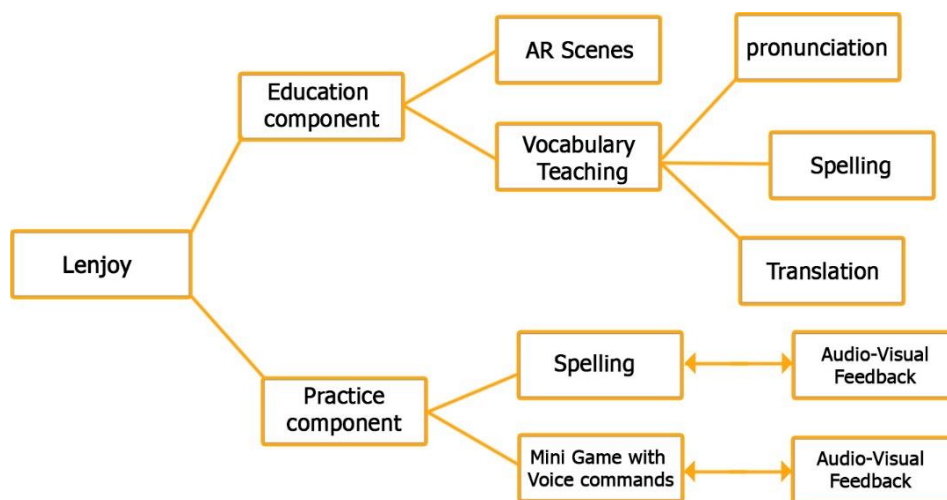 AR Scenes
pronunciation
Education
component
Vocabulary
Teaching
Spelling
Lenjoy
Translation
Spelling
Audio-Visual
Feedback
Practice
component
Mini Game with
Voice commands
Audio-Visual
Feedback